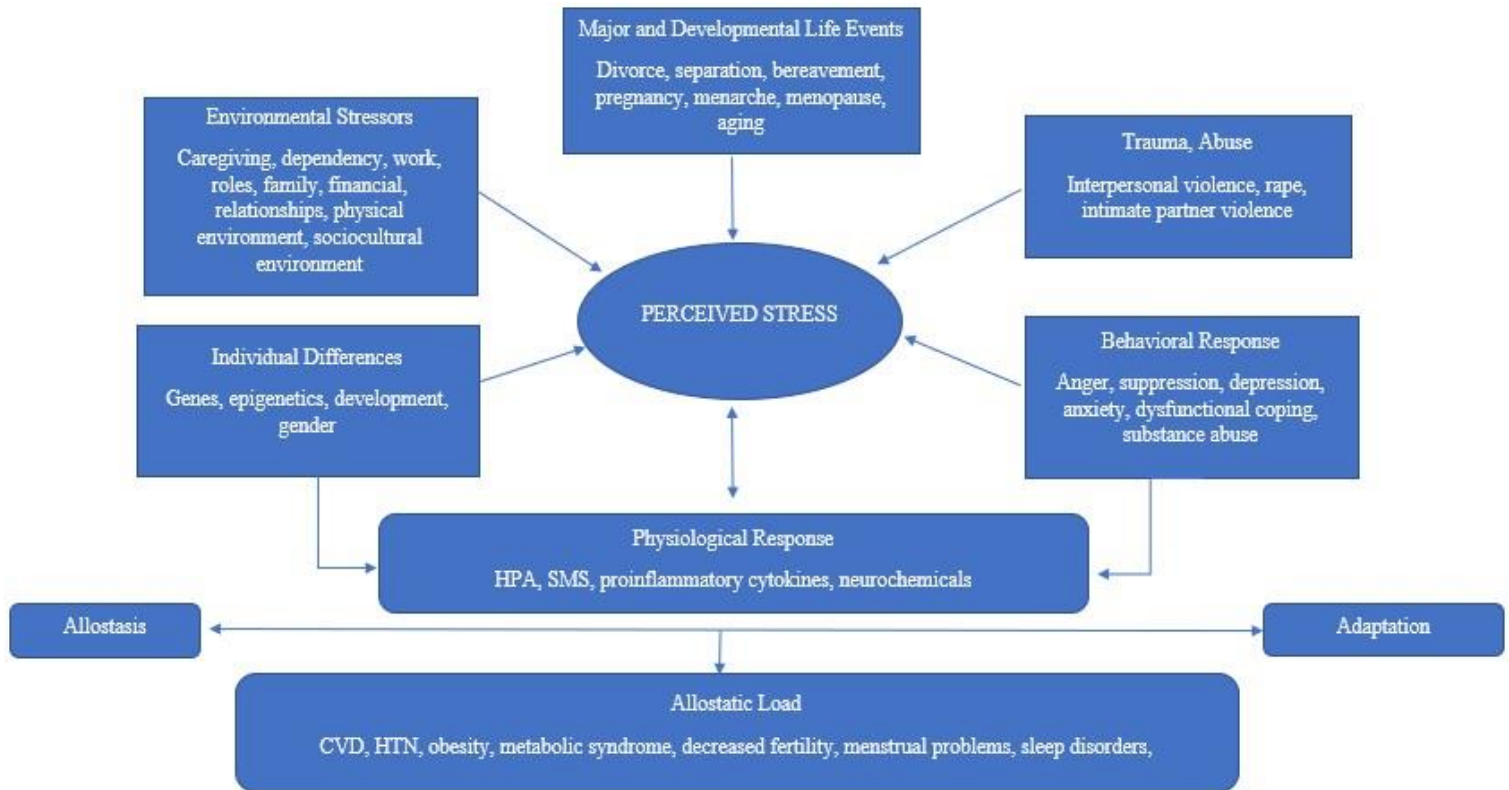 Major and Developmental Life Events
Divorce, separation, bereavement,
pregnancy, menarche, menopause,
aging
Environmental Stressors
Caregiving, dependency, work,
roles, family, financial,
relationships, physical
environment, sociocultural
environment
Trauma, Abuse
Interpersonal violence, rape,
intimate partner violence
PERCEIVED STRESS
Individual Differences
Genes, epigenetics, development,
gender
Behavioral Response
Anger, suppression, depression,
anxiety, dysfunctional coping,
substance abuse
Physiological Response
HPA, SMS, proinflammatory cytokines, neurochemicals
Allostasis
Adaptation
Allostatic Load
CVD, HTN, obesity, metabolic syndrome, decreased fertility, menstrual problems, sleep disorders,